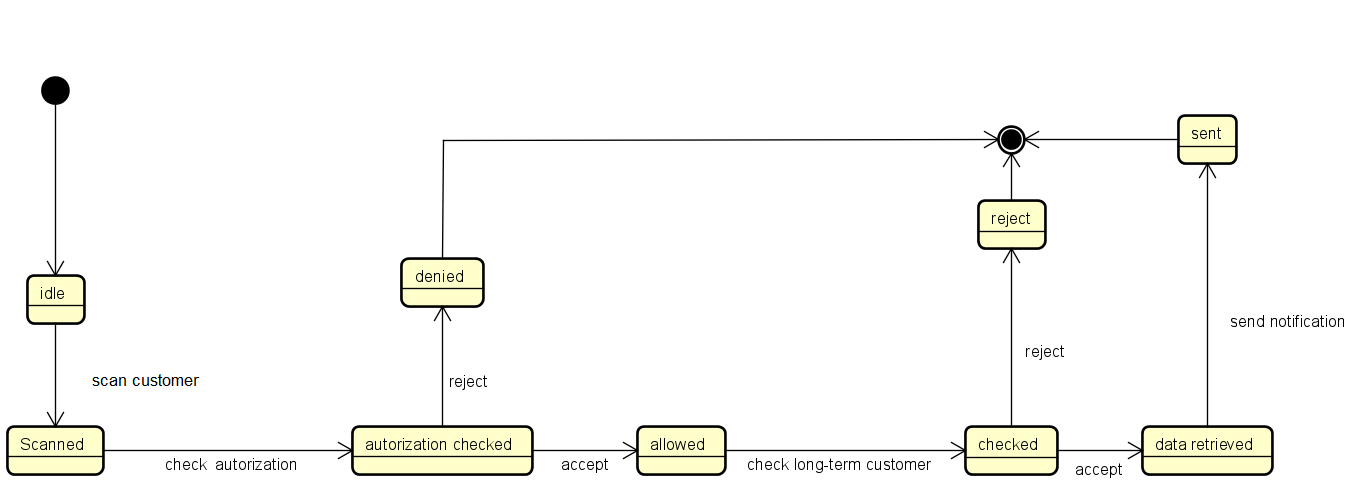 sent
reject
denied
idle
send notification
reject
scan customer
reject
Scanned
autorization checked
allowed
checked
data retrieved
check autorization
accept
check long-term customer
accept